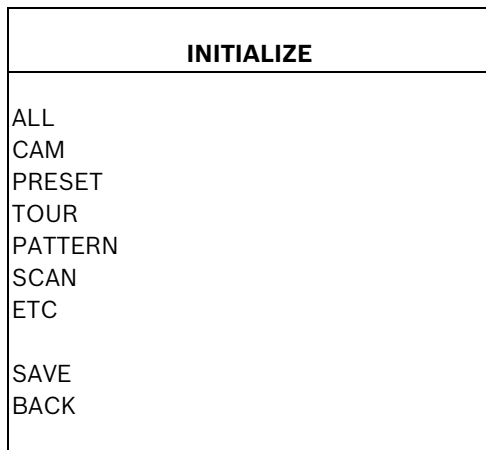 INITIALIZE
ALL
CAM
PRESET
TOUR
PATTERN
SCAN
ETC
SAVE
BACK